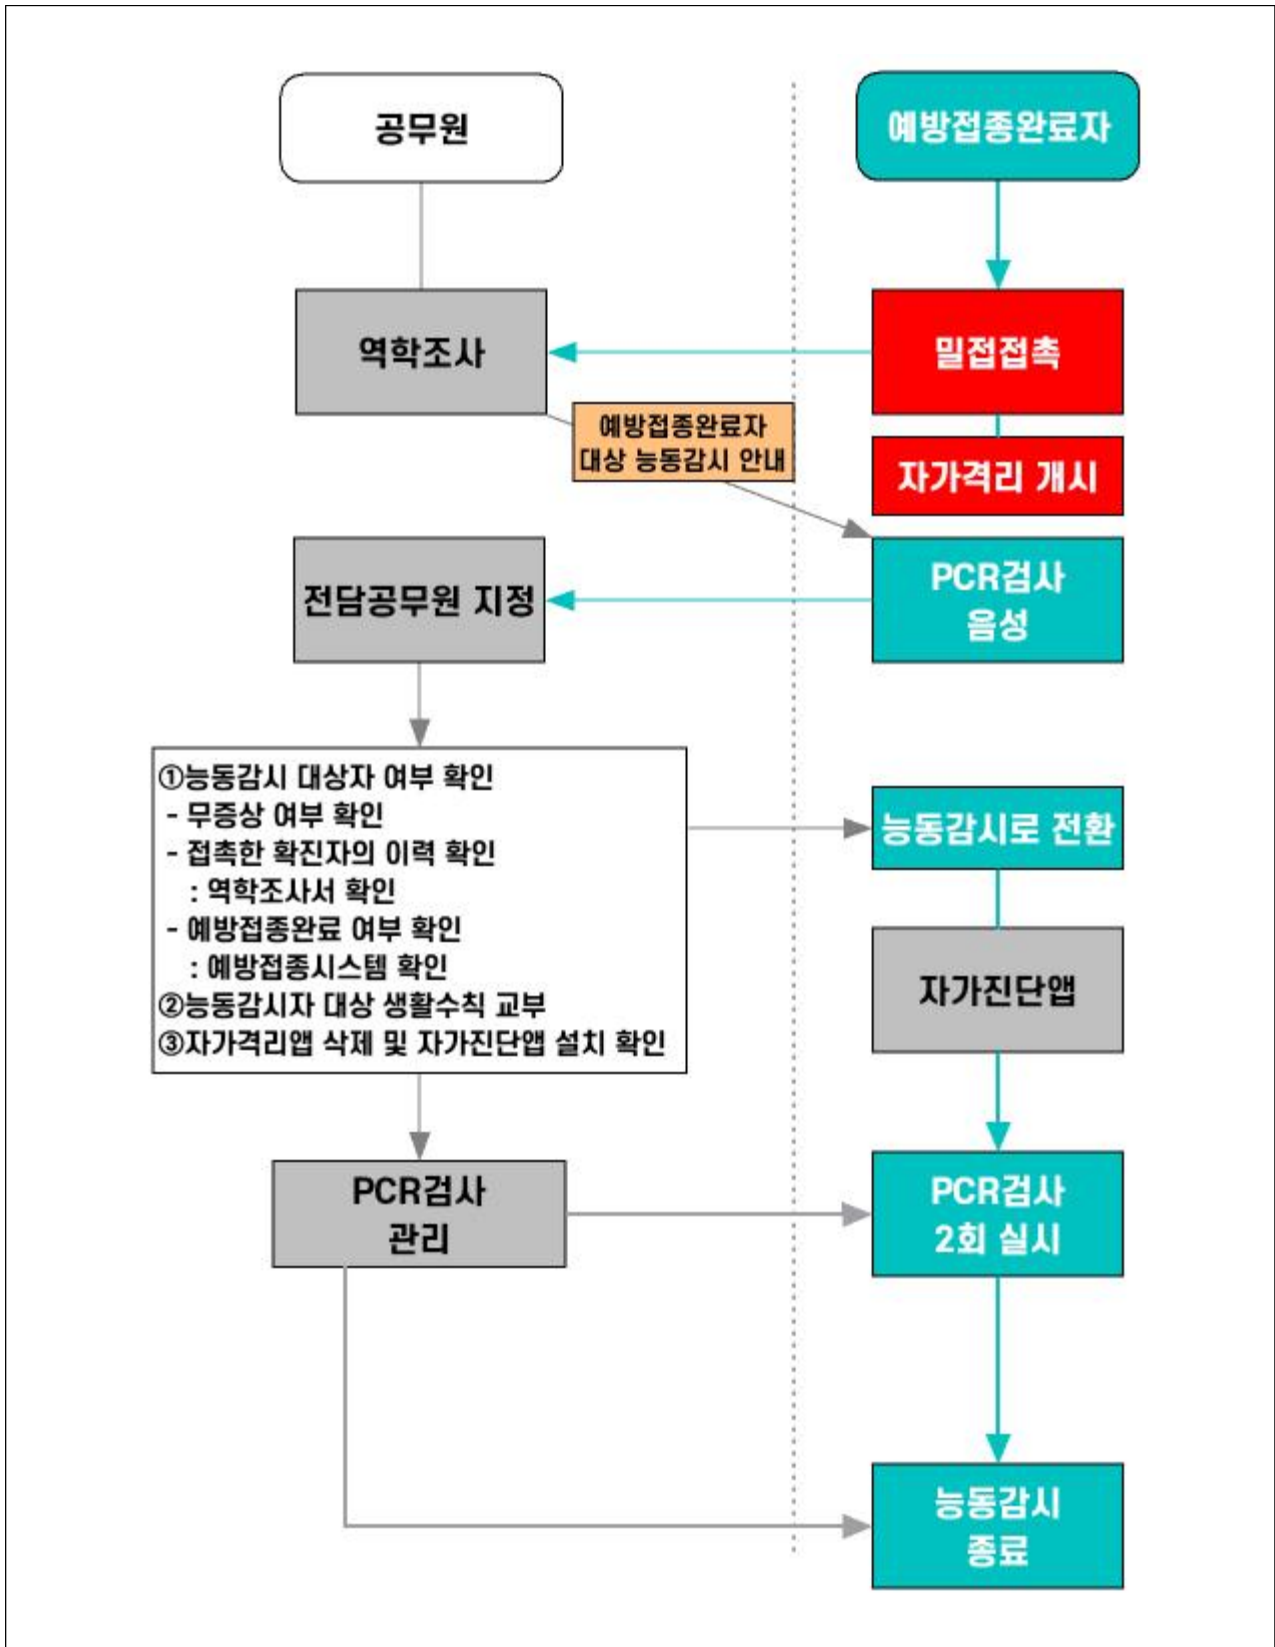 공무원
예방접종완료자
역학조사
밀접접촉
예방접종완료자
대상 능동감시 안내
자가격리 개시
전담공무원 지정
PCR검사
음성
①능동감시 대상자 여부 확인
- 무증상 여부 확인
- 접촉한 확진자의 이력 확인
: 역학조사서 확인
- 예방접종완료 여부 확인
: 예방접종시스템 확인
②능동감시자 대상 생활수칙 교부
③자가격리앱 삭제 및 자가진단앱 설치 확인
능동감시로 전환
자가진단앱
PCR검사
관리
PCR검사
2회 실시
능동감시
종료